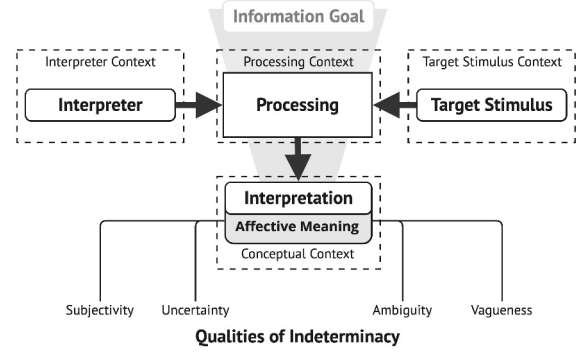 Information Goal
Interpreter Context
Processing Context
Target Stimulus Context
Interpreter
Processing
Target Stimulus
Interpretation
Affective Meaning
Conceptual Context
Subjectivity
Uncertainty
Ambiguity
Vagueness
Qualities of Indeterminacy